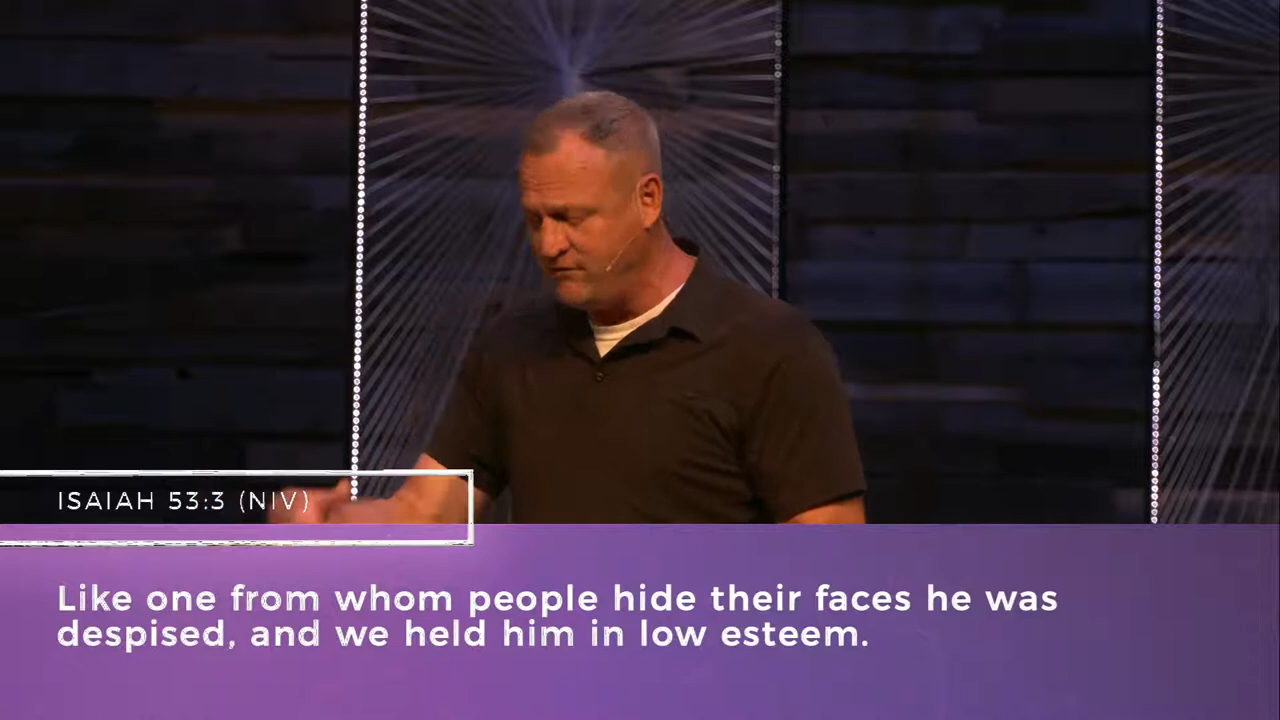 ISAIAH 53:3 (NIV)
Like one from whom people hide their faces he was
despised, and we held him in low esteem.